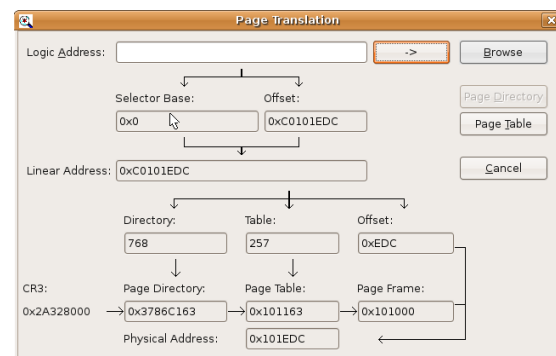 Page Translation
Logic Address: -> Browse
Selector Base: Offset: Page Directory
0x0 0xC0101EDC Page Table
Linear Address: 0xC0101EDC Cancel
Directory: Table: Offset:
768 257 0xEDC
CR3: Page Directory: Page Table: Page Frame:
0x2A328000 0x3786C163 0x101163 0x101000
Physical Address: 0x101EDC